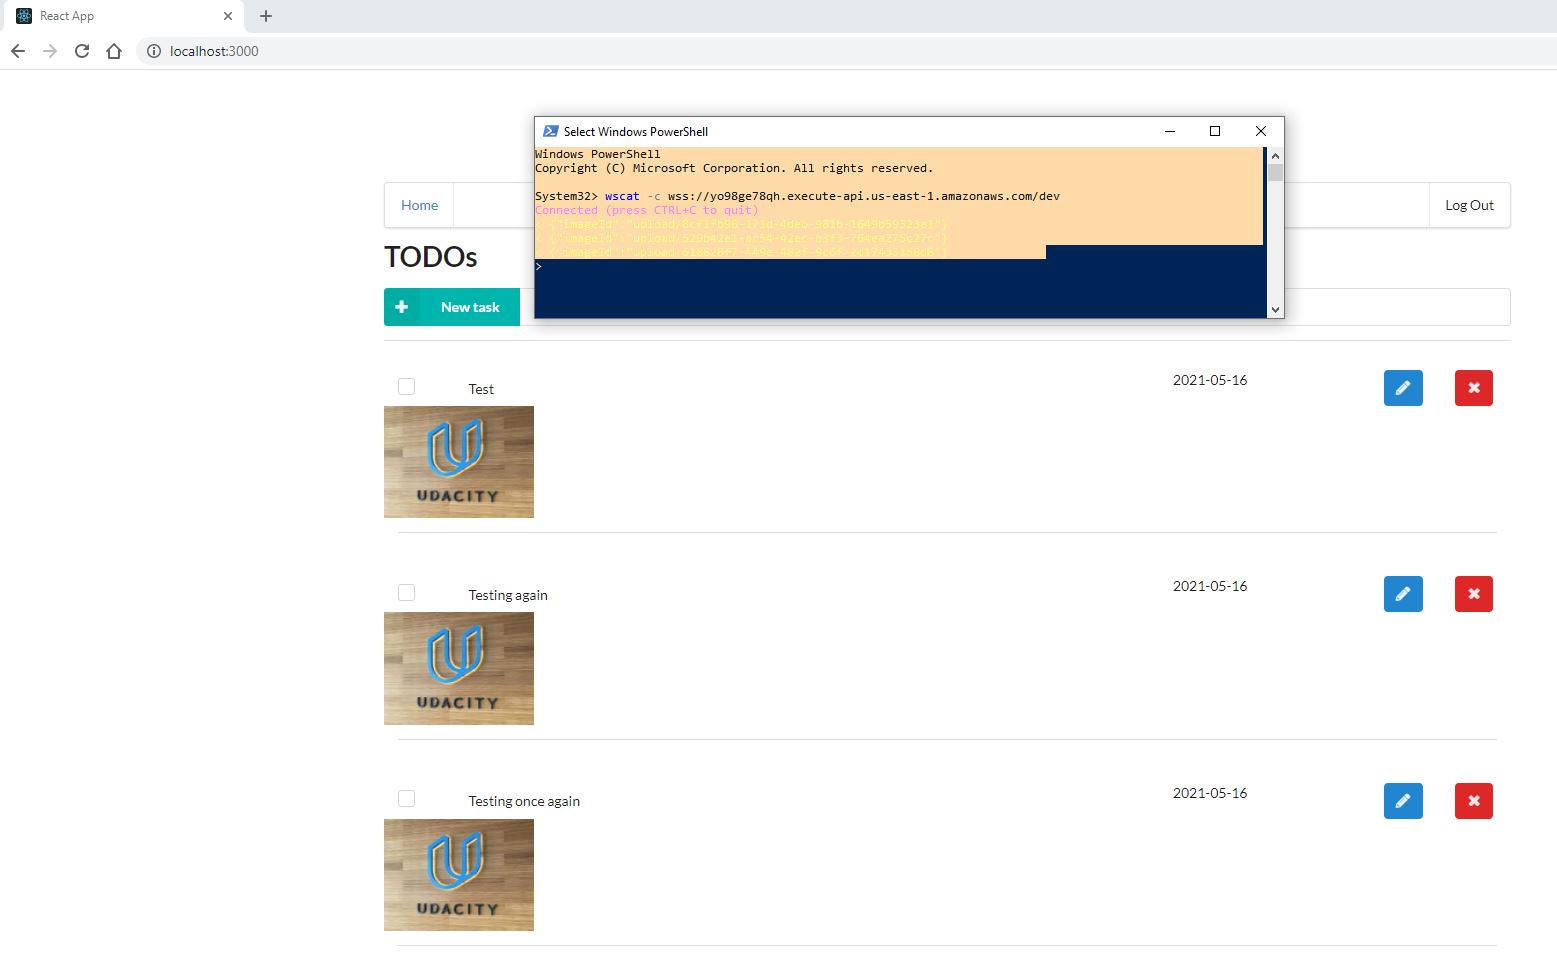 React App
localhost:3000
Select Windows PowerShell
Windows PowerShell
Copyright (C) Microsoft Corporation. All rights reserved.
System32> wscat -c wss://yo98ge78qh.execute-api.us-east-1.amazonaws.com/dev
Connected (press CTRL+C to quit)
< {"imageId":"upload/
< {"imageId":"upload/
< {"imageId":"upload/
>
Home
Log Out
TODOs
New task
Test
2021-05-16
UDACITY
Testing again
2021-05-16
UDACITY
Testing once again
2021-05-16
UDACITY